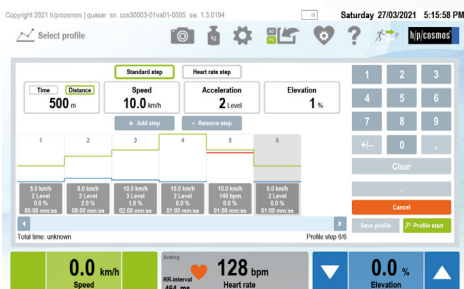 Copyright 2021 h/p/cosmos | quasar sn. cos30003-01va01-0005 sw. 1.3.0194
Saturday 27/03/2021 5:15:58 PM
Select profile
kg
? F h/p/cosmos
Standard step Heart rate step
Time Distance Speed Acceleration Elevation
500 m 10.0 km/h 2 Level 1 %
+ Add step - Remove step
1 2 3 4 5 6
5.0 km/h 8.0 km/h 10.0 km/h 15.0 km/h 10.0 km/h 5.0 km/h
2 Level 2 Level 3 Level 2 Level 140 bpm 2 Level
0.0 % 2.0 % 1.0 % 0.0 % 0.0 % 0.0 %
05:00 mm:ss 08:00 mm:ss 02:00 mm:ss 01:00 mm:ss 01:00 mm:ss 01:00 mm:ss
Total time: unknown Profile step 6/6
1 2 3
4 5 6
7 8 9
+/- 0 ,
Clear
...
Cancel
Save profile Profile start
0.0 km/h
Speed
Analog
RR-interval
464 ms
128 bpm
Heart rate
0.0 %
Elevation